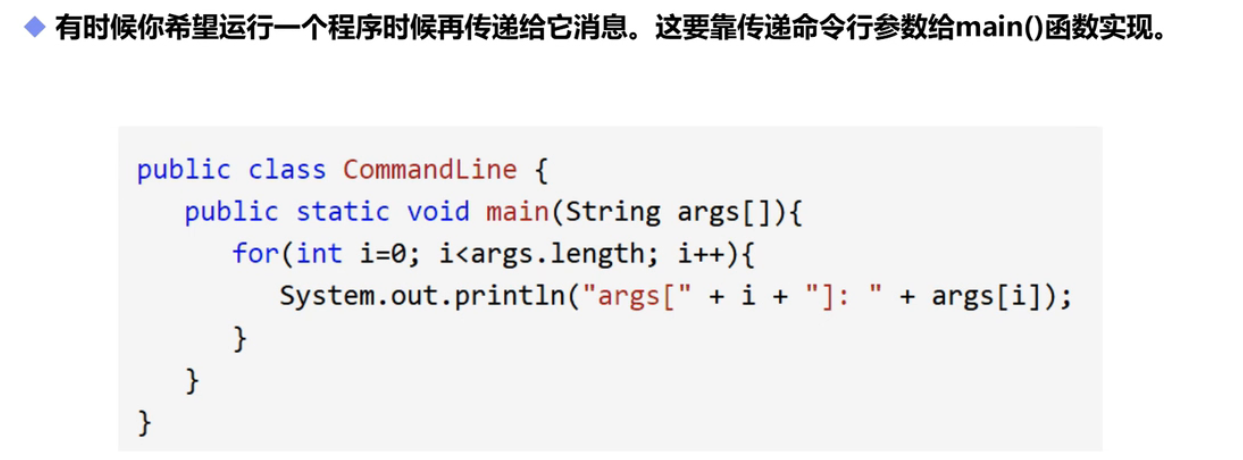 有时候你希望运行一个程序时候再传递给它消息。这要靠传递命令行参数给main()函数实现。
public class CommandLine {
public static void main(String args[]){
for(int i=0; i<args.length; i++){
System.out.println("args[" + i + "]: " + args[i]);
}
}
}